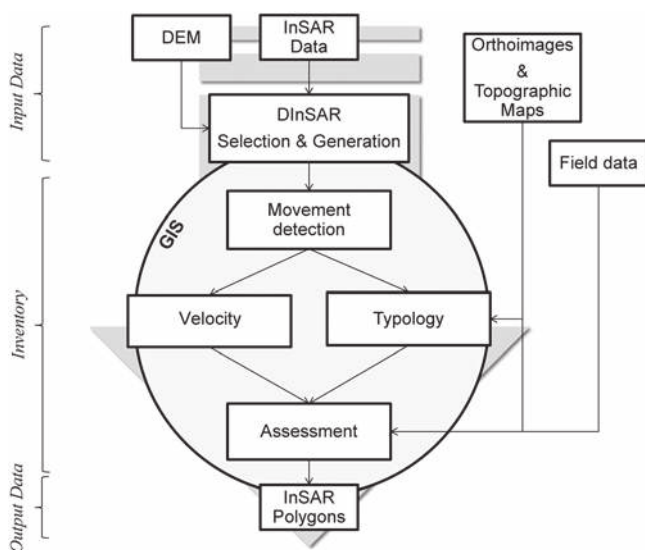 Input Data
DEM
InSAR
Data
Orthoimages
&
Topographic
Maps
DInSAR
Selection & Generation
Field data
Inventory
GIS
Movement
detection
Velocity
Typology
Assessment
Output Data
InSAR
Polygons